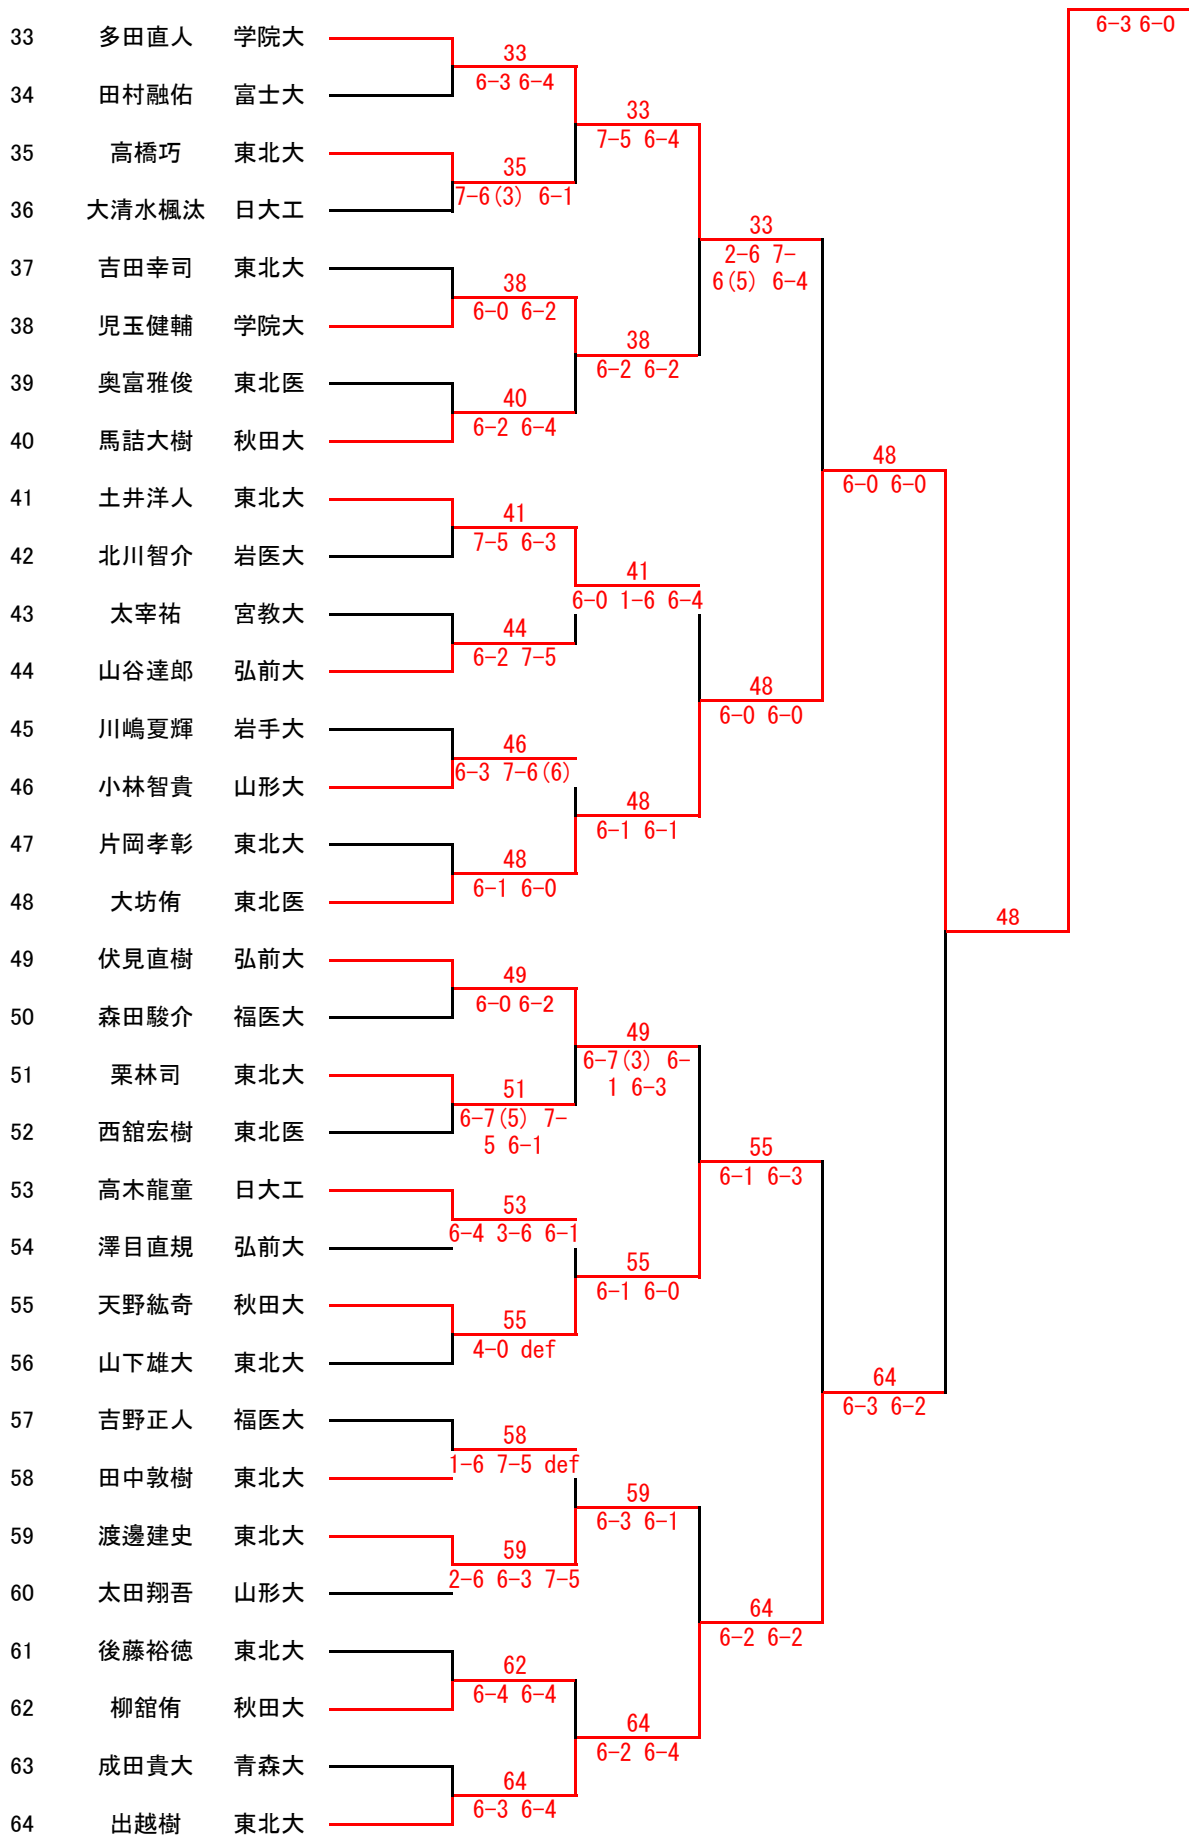 6-3 6-0
33 多田直人 学院大
33
6-3 6-4
34 田村融佑 富士大
33
7-5 6-4
35 高橋巧 東北大
35
7-6(3) 6-1
36 大清水楓汰 日大工
33
2-6 7-
6(5) 6-4
37 吉田幸司 東北大
38
6-0 6-2
38 児玉健輔 学院大
38
6-2 6-2
39 奥富雅俊 東北医
40
6-2 6-4
40 馬詰大樹 秋田大
48
6-0 6-0
41 土井洋人 東北大
41
7-5 6-3
42 北川智介 岩医大
41
6-0 1-6 6-4
43 太宰祐 宮教大
44
6-2 7-5
44 山谷達郎 弘前大
48
6-0 6-0
45 川嶋夏輝 岩手大
46
6-3 7-6(6)
46 小林智貴 山形大
48
6-1 6-1
47 片岡孝彰 東北大
48
6-1 6-0
48 大坊侑 東北医
48
49 伏見直樹 弘前大
49
6-0 6-2
50 森田駿介 福医大
49
6-7(3) 6-
1 6-3
51 栗林司 東北大
51
6-7(5) 7-
5 6-1
52 西舘宏樹 東北医
55
6-1 6-3
53 高木龍童 日大工
53
6-4 3-6 6-1
54 澤目直規 弘前大
55
6-1 6-0
55 天野紘奇 秋田大
55
4-0 def
56 山下雄大 東北大
64
6-3 6-2
57 吉野正人 福医大
58
1-6 7-5 def
58 田中敦樹 東北大
59
6-3 6-1
59 渡邊建史 東北大
59
2-6 6-3 7-5
60 太田翔吾 山形大
64
6-2 6-2
61 後藤裕徳 東北大
62
6-4 6-4
62 柳舘侑 秋田大
64
6-2 6-4
63 成田貴大 青森大
64
6-3 6-4
64 出越樹 東北大